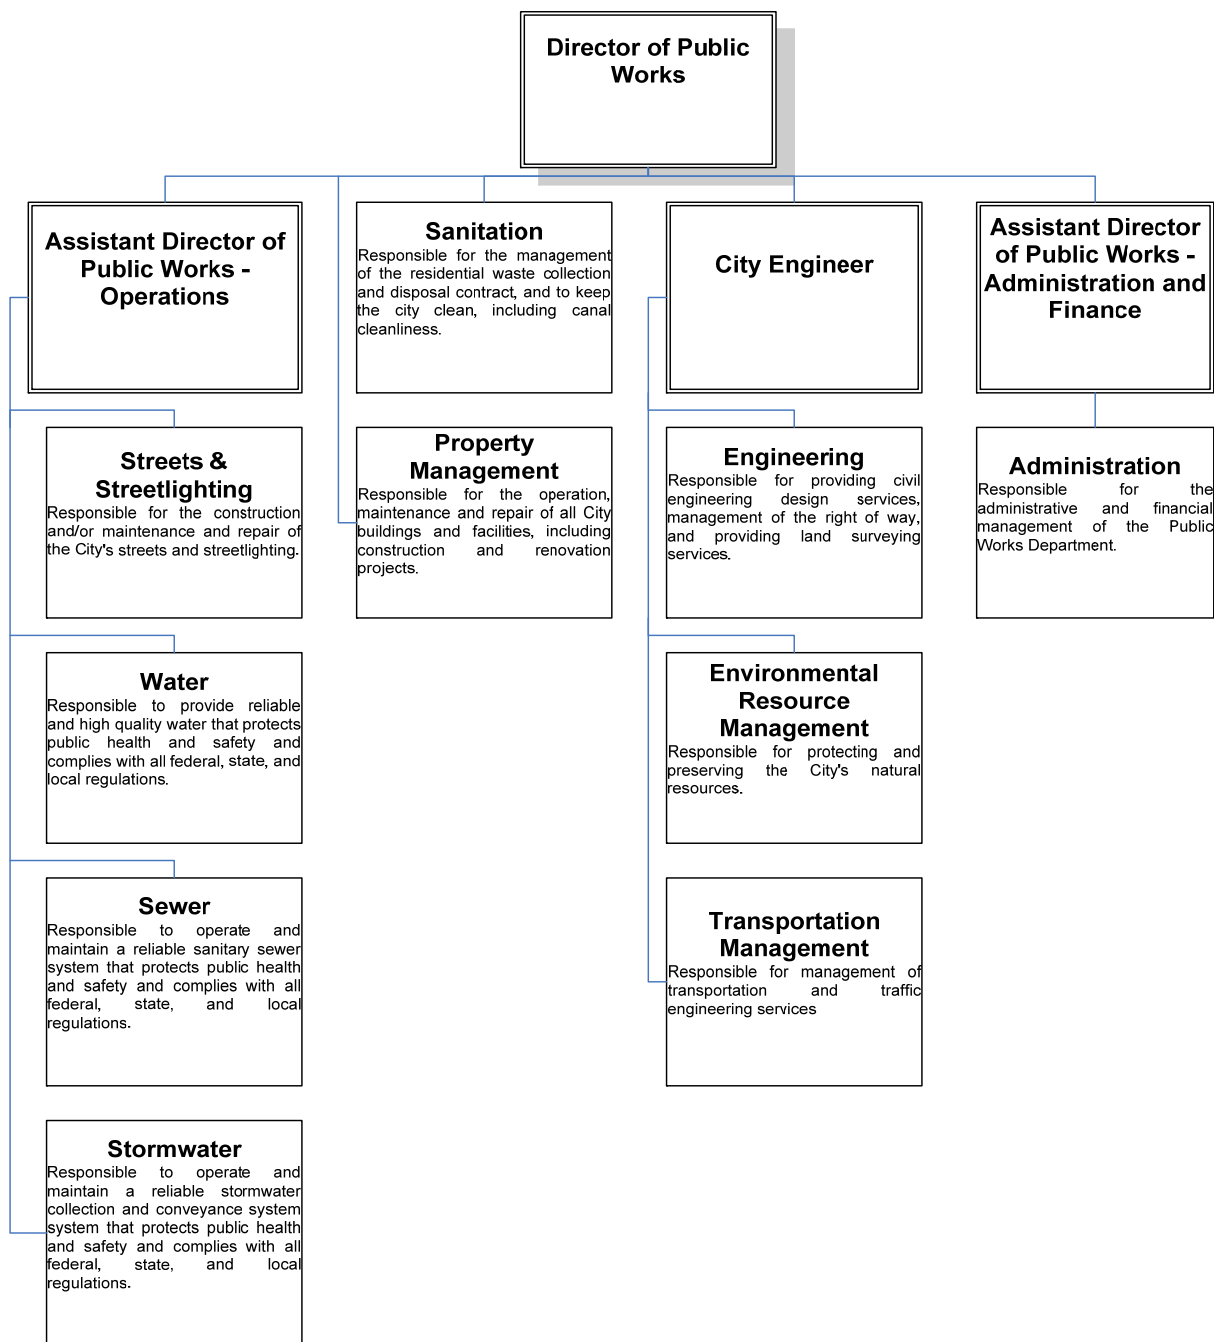 Director of Public
Works
Assistant Director of
Public Works -
Operations
Sanitation
Responsible for the management
of the residential waste collection
and disposal contract, and to keep
the city clean, including canal
cleanliness.
City Engineer
Assistant Director
of Public Works -
Administration and
Finance
Streets &
Streetlighting
Responsible for the construction
and/or maintenance and repair of
the City's streets and streetlighting.
Property
Management
Responsible for the operation,
maintenance and repair of all City
buildings and facilities, including
construction and renovation
projects.
Engineering
Responsible for providing civil
engineering design services,
management of the right of way,
and providing land surveying
services.
Administration
Responsible for the
administrative and financial
management of the Public
Works Department.
Water
Responsible to provide reliable
and high quality water that protects
public health and safety and
complies with all federal, state, and
local regulations.
Environmental
Resource
Management
Responsible for protecting and
preserving the City's natural
resources.
Sewer
Responsible to operate and
maintain a reliable sanitary sewer
system that protects public health
and safety and complies with all
federal, state, and local
regulations.
Transportation
Management
Responsible for management of
transportation and traffic
engineering services
Stormwater
Responsible to operate and
maintain a reliable stormwater
collection and conveyance system
system that protects public health
and safety and complies with all
federal, state, and local
regulations.